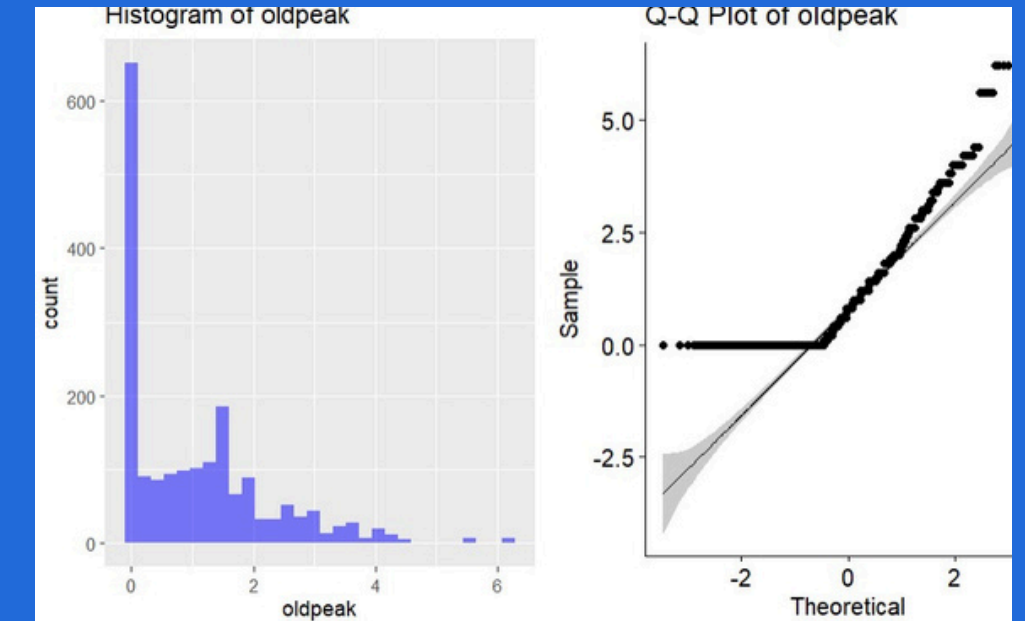 Histogram of oldpeak
600
400
200
0
count
0 2 4 6
oldpeak
Q-Q Plot of oldpeak
5.0
2.5
0.0
-2.5
Sample
-2 0 2
Theoretical